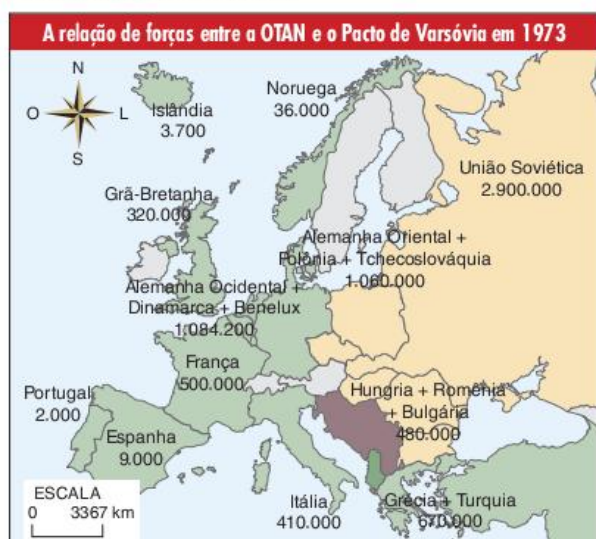 A relação de forças entre a OTAN e o Pacto de Varsóvia em 1973
N
O
L
S
Islândia
3.700
Noruega
36.000
União Soviética
2.900.000
Grã-Bretanha
320.000
Alemanha Oriental +
Polônia + Tchecoslováquia
1.060.000
Alemanha Ocidental +
Dinamarca + Benelux
1.084.200
França
500.000
Hungria + Romênia
+ Bulgária
480.000
Portugal
2.000
Espanha
9.000
Itália
410.000
Grécia + Turquia
670.000
ESCALA
0 3367 km